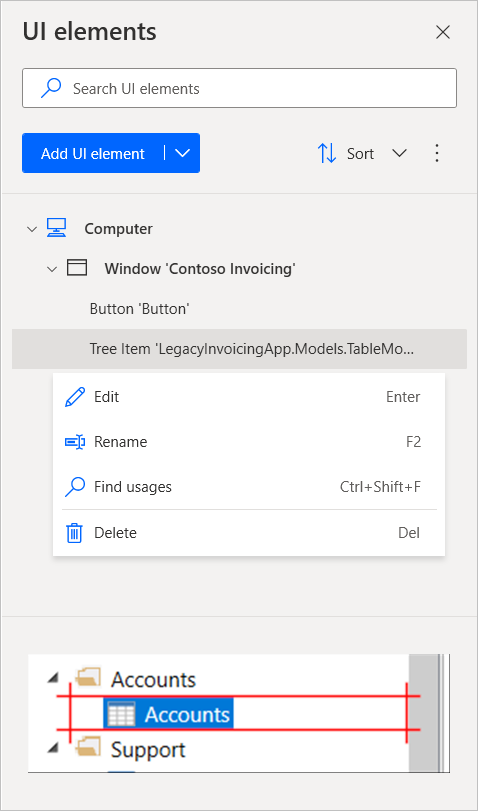 UI elements
Search UI elements
Add UI element
Sort
Computer
Window 'Contoso Invoicing'
Button 'Button'
Tree Item 'LegacyInvoicingApp.Models.TableMo...
Edit Enter
Rename F2
Find usages Ctrl+Shift+F
Delete Del
Accounts
Accounts
Support